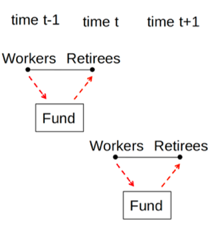 time t-1 time t time t+1
Workers Retirees
Fund
Workers Retirees
Fund